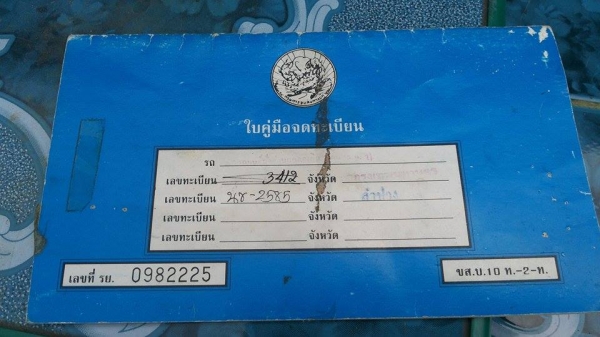 ใบคู่มือจดทะเบียน
รถ
เลขทะเบียน 3412 จังหวัด
เลขทะเบียน นข-2585 จังหวัด ลำปาง
เลขทะเบียน จังหวัด
เลขทะเบียน จังหวัด
เลขที่ รย. 0982225
ขส.บ.10 ท.-2-ท.